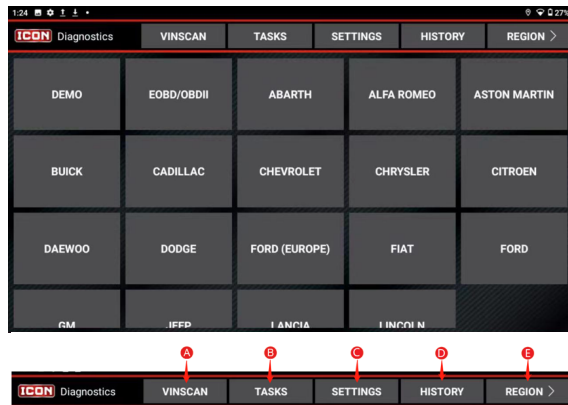 1:24 27%
ICON Diagnostics VINSCAN TASKS SETTINGS HISTORY REGION >
DEMO EOBD/OBDII ABARTH ALFA ROMEO ASTON MARTIN
BUICK CADILLAC CHEVROLET CHRYSLER CITROEN
DAEWOO DODGE FORD (EUROPE) FIAT FORD
GM JEEP LANCIA LINCOLN
A B C D E
ICON Diagnostics VINSCAN TASKS SETTINGS HISTORY REGION >